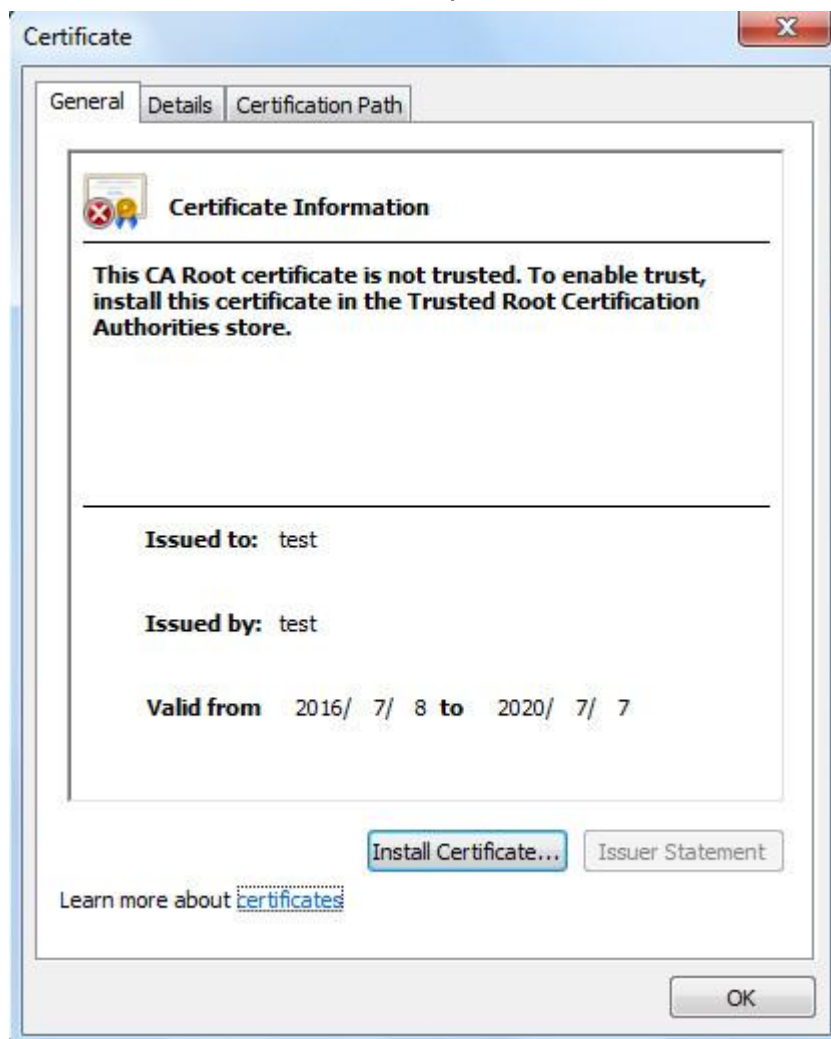 Certificate
General Details Certification Path
Certificate Information
This CA Root certificate is not trusted. To enable trust,
install this certificate in the Trusted Root Certification
Authorities store.
Issued to: test
Issued by: test
Valid from 2016/ 7/ 8 to 2020/ 7/ 7
Install Certificate... Issuer Statement
Learn more about certificates
OK